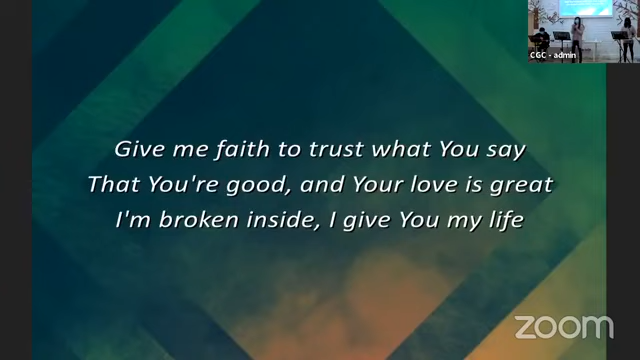 CGC - admin
Give me faith to trust what You say
That You're good, and Your love is great
I'm broken inside, I give You my life
zoom